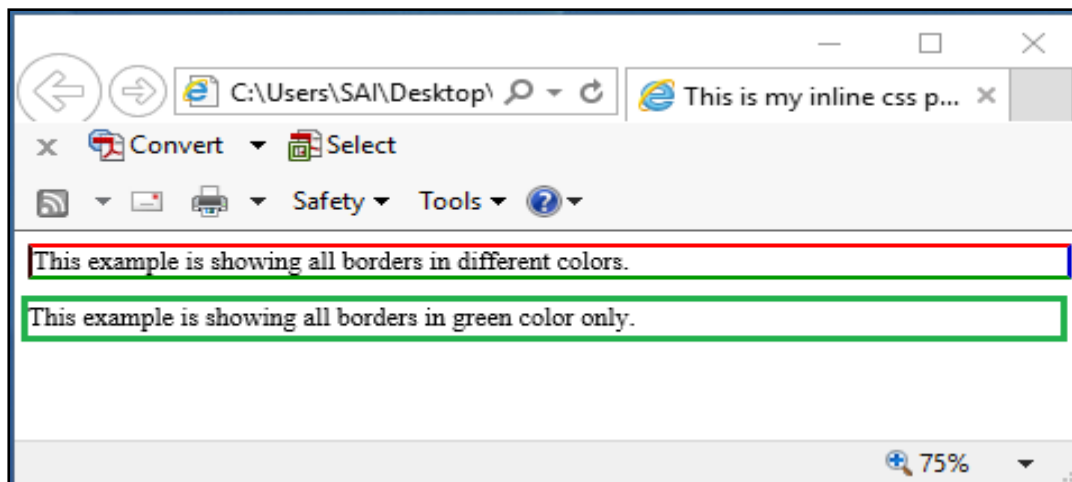 C:\Users\SAI\Desktop\
This is my inline css p...
Convert
Select
Safety
Tools
This example is showing all borders in different colors.
This example is showing all borders in green color only.
75%